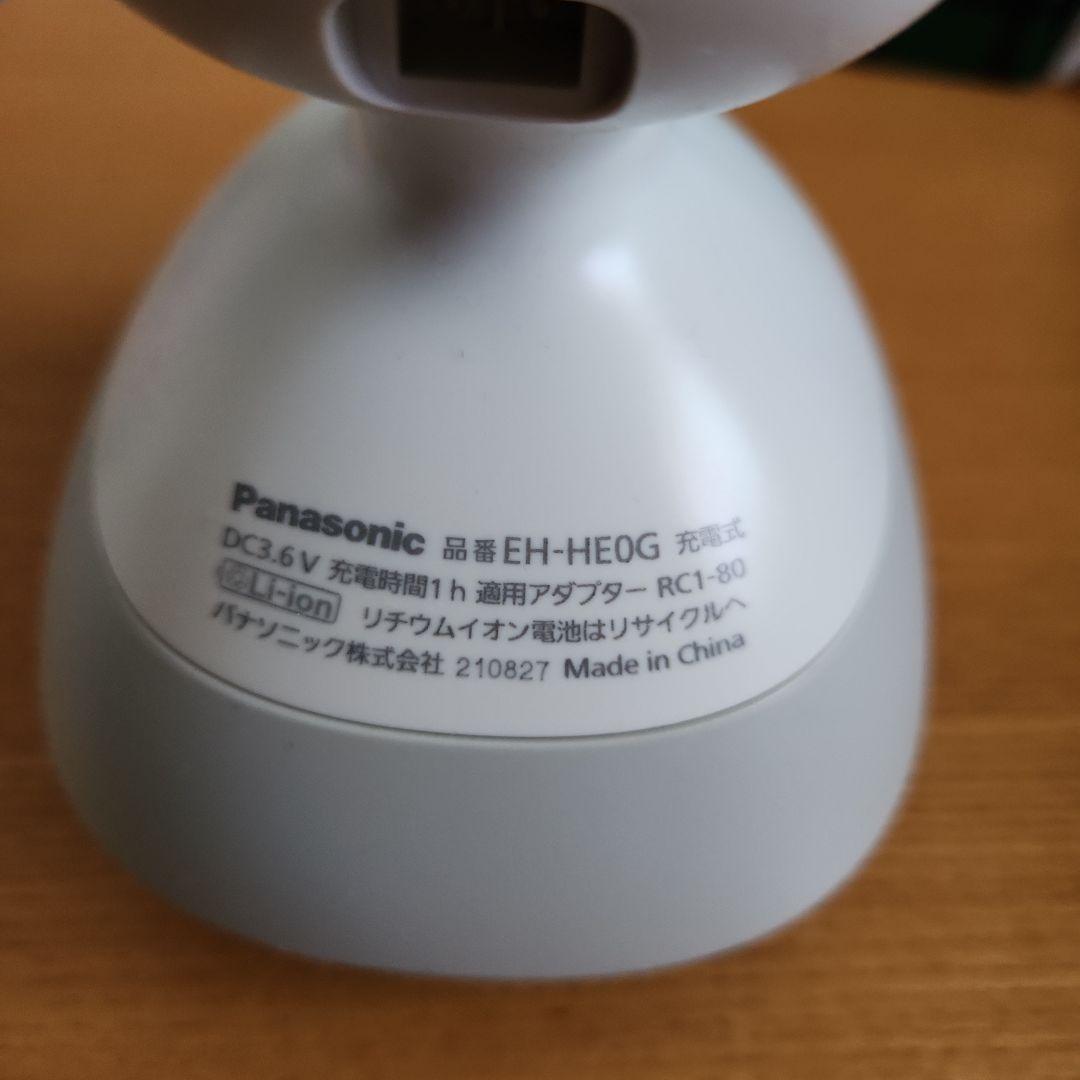 Panasonic 品番 EH-HE0G 充電式
DC3.6V 充電時間1h 適用アダプター RC1-80
Li-ion リチウムイオン電池はリサイクルへ
パナソニック株式会社 210827 Made in China